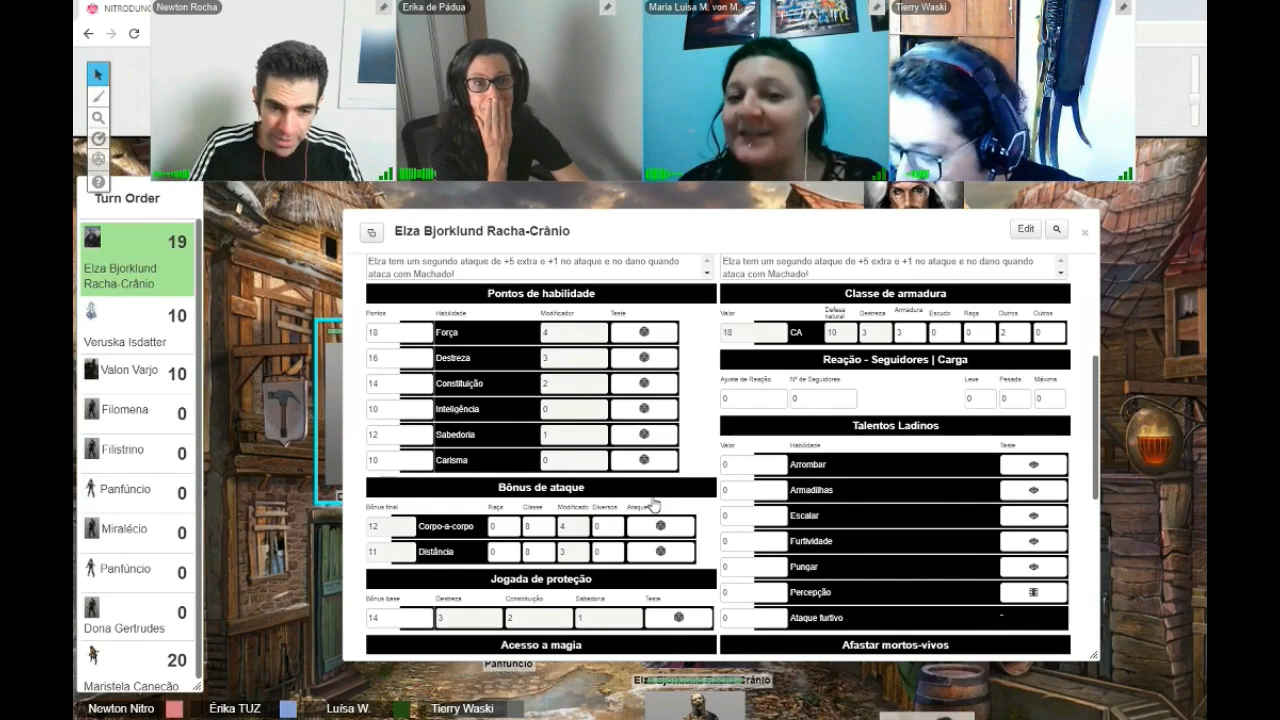 NITRODUNG
Newton Rocha
Erika de Pádua
Maria Luísa M. von M.
Tierry Waski
Turn Order
19
Elza Bjorklund
Racha-Crânio
10
Veruska Isdatter
Valon Varjo 10
Filomena 0
Filistrino 0
Panfúncio 0
Miralécio 0
Panfúncio 0
0
Dona Gertrudes
20
Maristela Canecão
Elza Bjorklund Racha-Crânio
Edit
Elza tem um segundo ataque de +5 extra e +1 no ataque e no dano quando
ataca com Machado!
Pontos de habilidade
Pontos Habilidade Modificador Teste
18 Força 4
16 Destreza 3
14 Constituição 2
10 Inteligência 0
12 Sabedoria 1
10 Carisma 0
Bônus de ataque
Bônus final Raça Classe Modificado Diversos Ataque
12 Corpo-a-corpo 0 8 4 0
11 Distância 0 8 3 0
Jogada de proteção
Bônus base Destreza Constituição Sabedoria Teste
14 3 2 1
Acesso a magia
Elza tem um segundo ataque de +5 extra e +1 no ataque e no dano quando
ataca com Machado!
Classe de armadura
Valor Defesa natural Destreza Armadura Escudo Raça Outros Outros
18 CA 10 3 3 0 0 2 0
Reação - Seguidores | Carga
Ajuste de Reação Nº de Seguidores Leve Pesada Máxima
0 0 0 0 0
Talentos Ladinos
Valor Habilidade Teste
0 Arrombar
0 Armadilhas
0 Escalar
0 Furtividade
0 Pungar
0 Percepção
0 Ataque furtivo -
Afastar mortos-vivos
Panfúncio
Elza Bjorklund Racha-Crânio
Newton Nitro Érika TUZ Luísa W. Tierry Waski